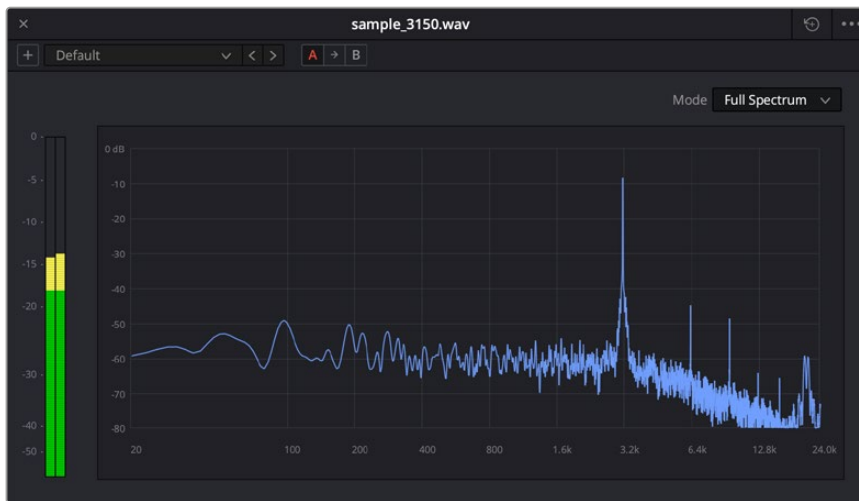 sample_3150.wav
Default
A
B
Mode Full Spectrum
0 -
-5 -
-10 -
-15 -
-20 -
-30 -
-40 -
-50 -
0 dB
-10
-20
-30
-40
-50
-60
-70
-80
20 100 200 400 800 1.6k 3.2k 6.4k 12.8k 24.0k